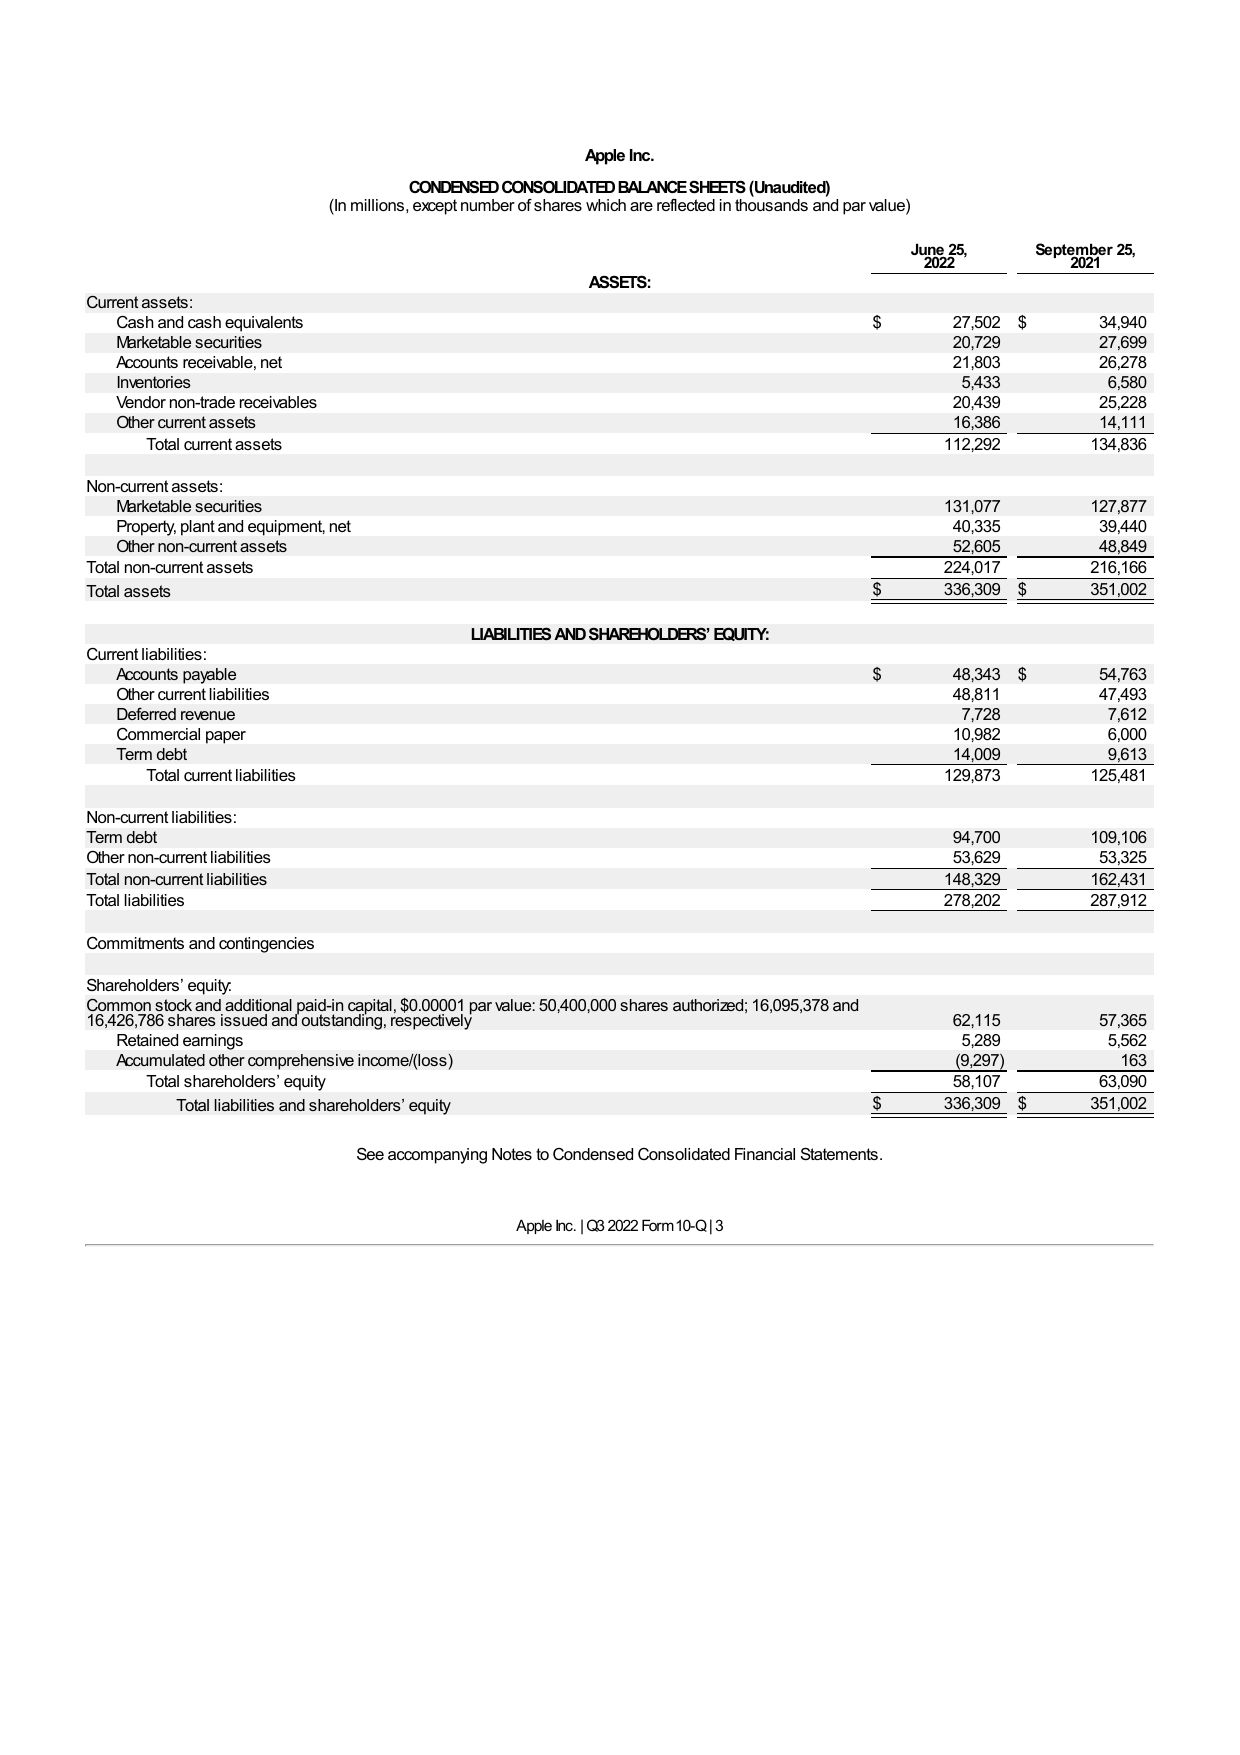 Apple Inc.
CONDENSED CONSOLIDATED BALANCE SHEETS (Unaudited)
(In millions, except number of shares which are reflected in thousands and par value)
June 25, September 25,
2022 2021
ASSETS:
Current assets:
Cash and cash equivalents $ 27,502 $ 34,940
Marketable securities 20,729 27,699
Accounts receivable, net 21,803 26,278
Inventories 5,433 6,580
Vendor non-trade receivables 20,439 25,228
Other current assets 16,386 14,111
Total current assets 112,292 134,836
Non-current assets:
Marketable securities 131,077 127,877
Property, plant and equipment, net 40,335 39,440
Other non-current assets 52,605 48,849
Total non-current assets 224,017 216,166
Total assets $ 336,309 $ 351,002
LIABILITIES AND SHAREHOLDERS’ EQUITY:
Current liabilities:
Accounts payable $ 48,343 $ 54,763
Other current liabilities 48,811 47,493
Deferred revenue 7,728 7,612
Commercial paper 10,982 6,000
Term debt 14,009 9,613
Total current liabilities 129,873 125,481
Non-current liabilities:
Term debt 94,700 109,106
Other non-current liabilities 53,629 53,325
Total non-current liabilities 148,329 162,431
Total liabilities 278,202 287,912
Commitments and contingencies
Shareholders’ equity:
Common stock and additional paid-in capital, $0.00001 par value: 50,400,000 shares authorized; 16,095,378 and
16,426,786 shares issued and outstanding, respectively 62,115 57,365
Retained earnings 5,289 5,562
Accumulated other comprehensive income/(loss) (9,297) 163
Total shareholders’ equity 58,107 63,090
Total liabilities and shareholders’ equity $ 336,309 $ 351,002
See accompanying Notes to Condensed Consolidated Financial Statements.
Apple Inc. | Q3 2022 Form 10-Q | 3